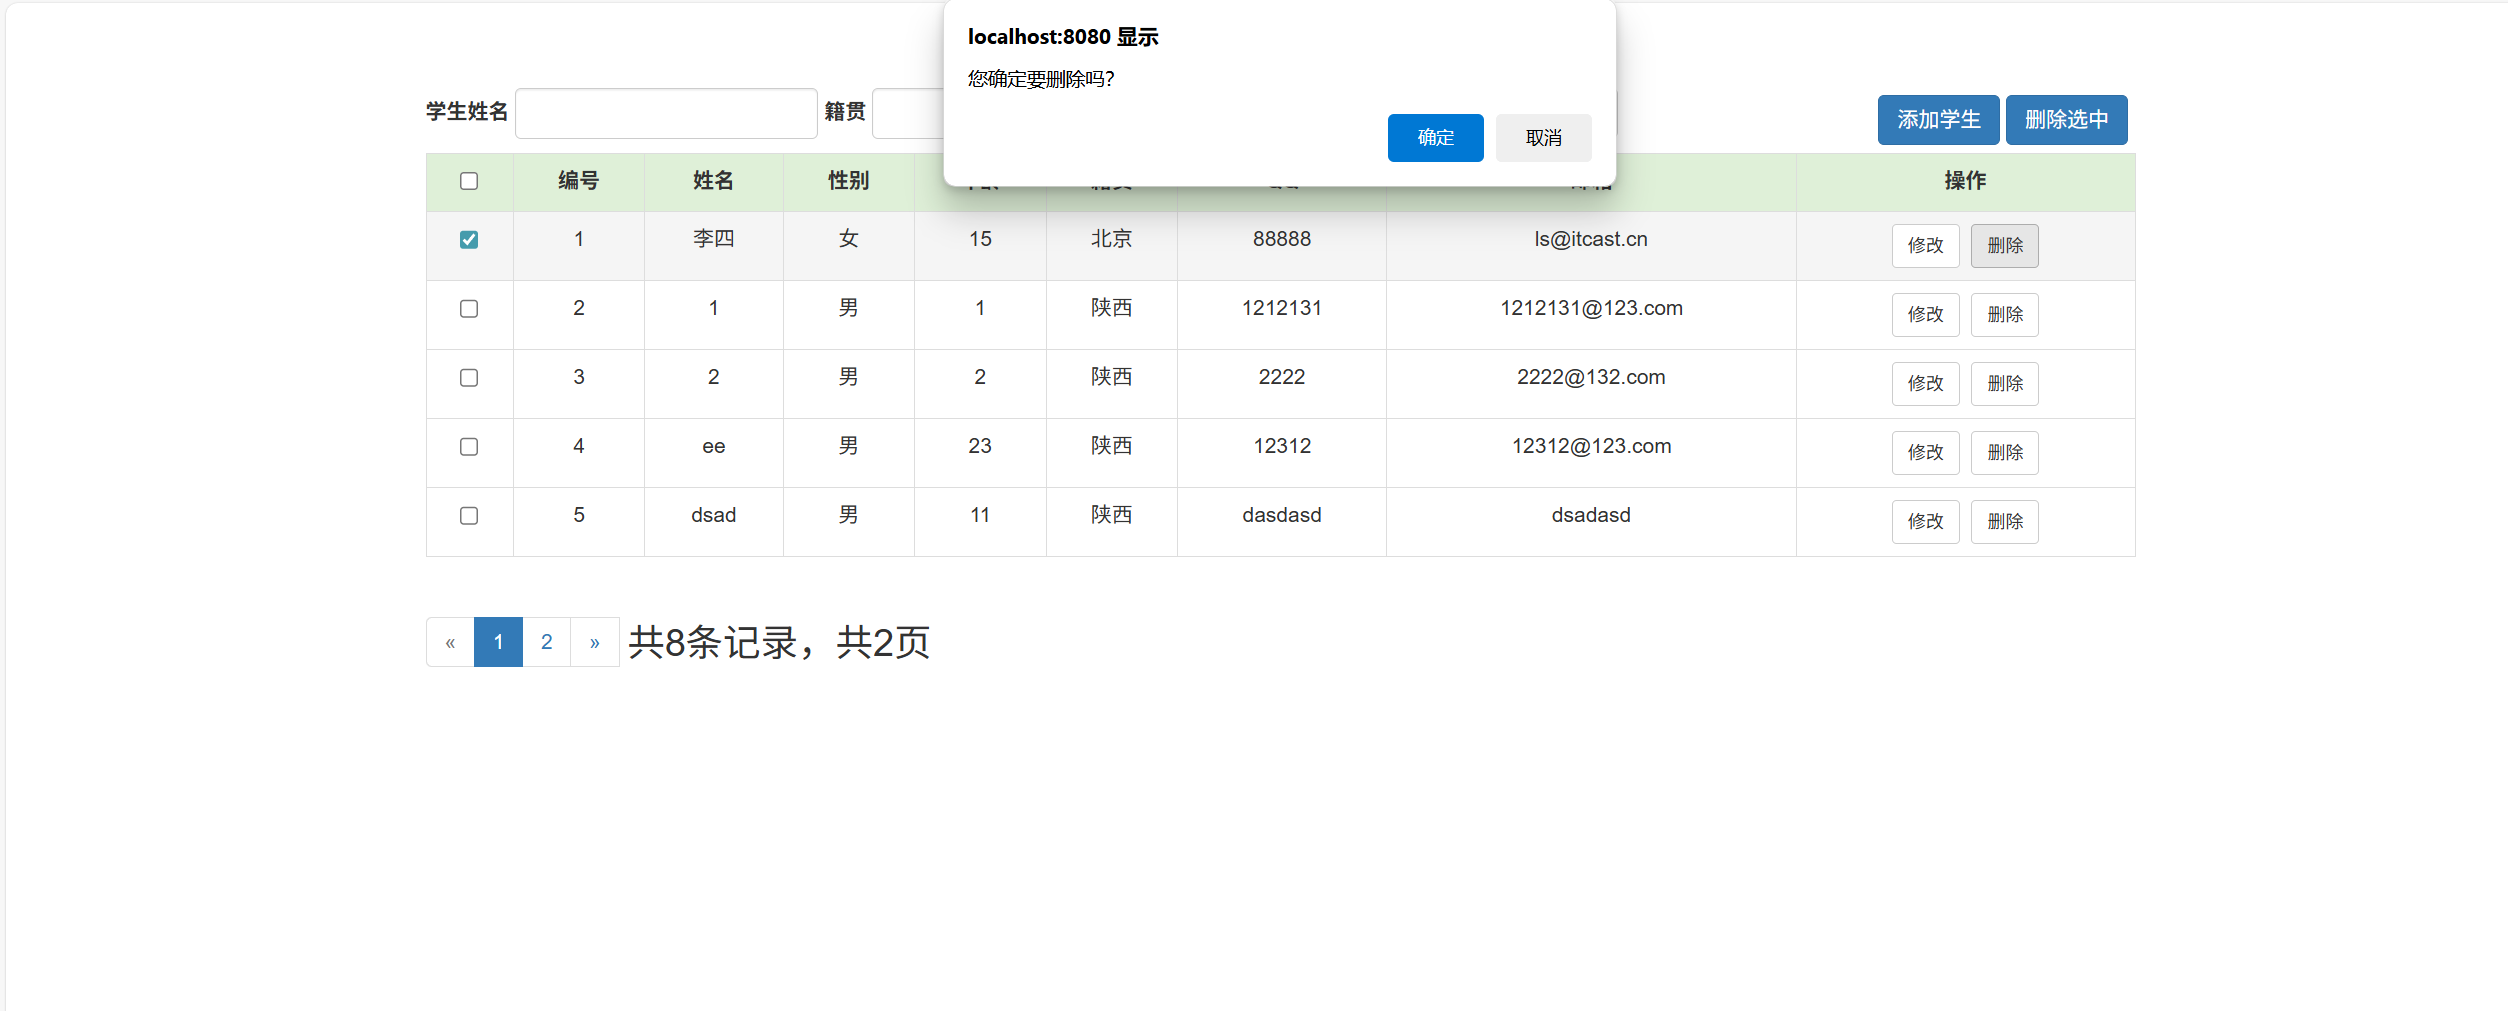 localhost:8080 显示
您确定要删除吗?
确定 取消
学生姓名 籍贯 添加学生 删除选中
编号 姓名 性别 操作
1 李四 女 15 北京 88888 ls@itcast.cn 修改 删除
2 1 男 1 陕西 1212131 1212131@123.com 修改 删除
3 2 男 2 陕西 2222 2222@132.com 修改 删除
4 ee 男 23 陕西 12312 12312@123.com 修改 删除
5 dsad 男 11 陕西 dasdasd dsadasd 修改 删除
« 1 2 » 共8条记录，共2页